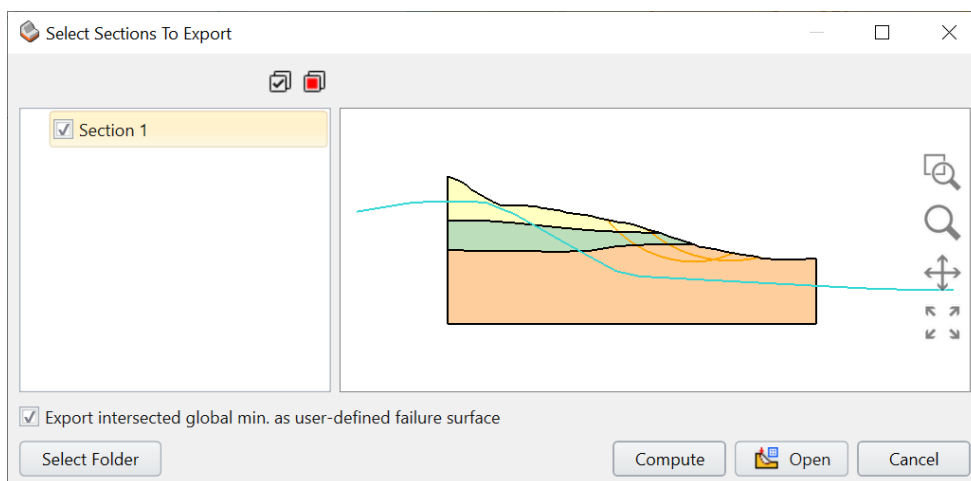 Select Sections To Export
Section 1
Export intersected global min. as user-defined failure surface
Select Folder
Compute
Open
Cancel